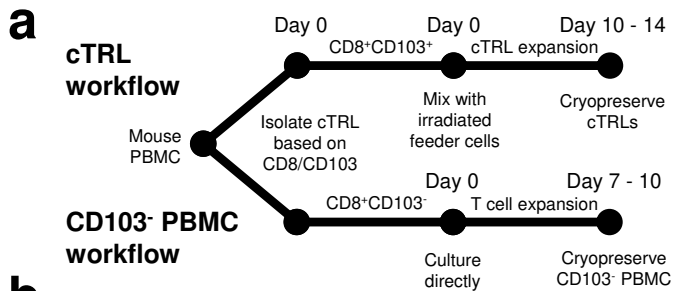 a
cTRL
workflow
Day 0
Day 0
Day 10 - 14
CD8⁺CD103⁺
cTRL expansion
Mouse
PBMC
Isolate cTRL
based on
CD8/CD103
Mix with
irradiated
feeder cells
Cryopreserve
cTRLs
Day 0
Day 7 - 10
CD103⁻ PBMC
workflow
CD8⁺CD103⁻
T cell expansion
Culture
directly
Cryopreserve
CD103⁻ PBMC
b